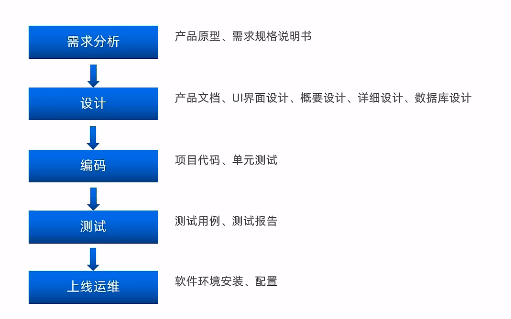 需求分析
产品原型、需求规格说明书
设计
产品文档、UI界面设计、概要设计、详细设计、数据库设计
编码
项目代码、单元测试
测试
测试用例、测试报告
上线运维
软件环境安装、配置